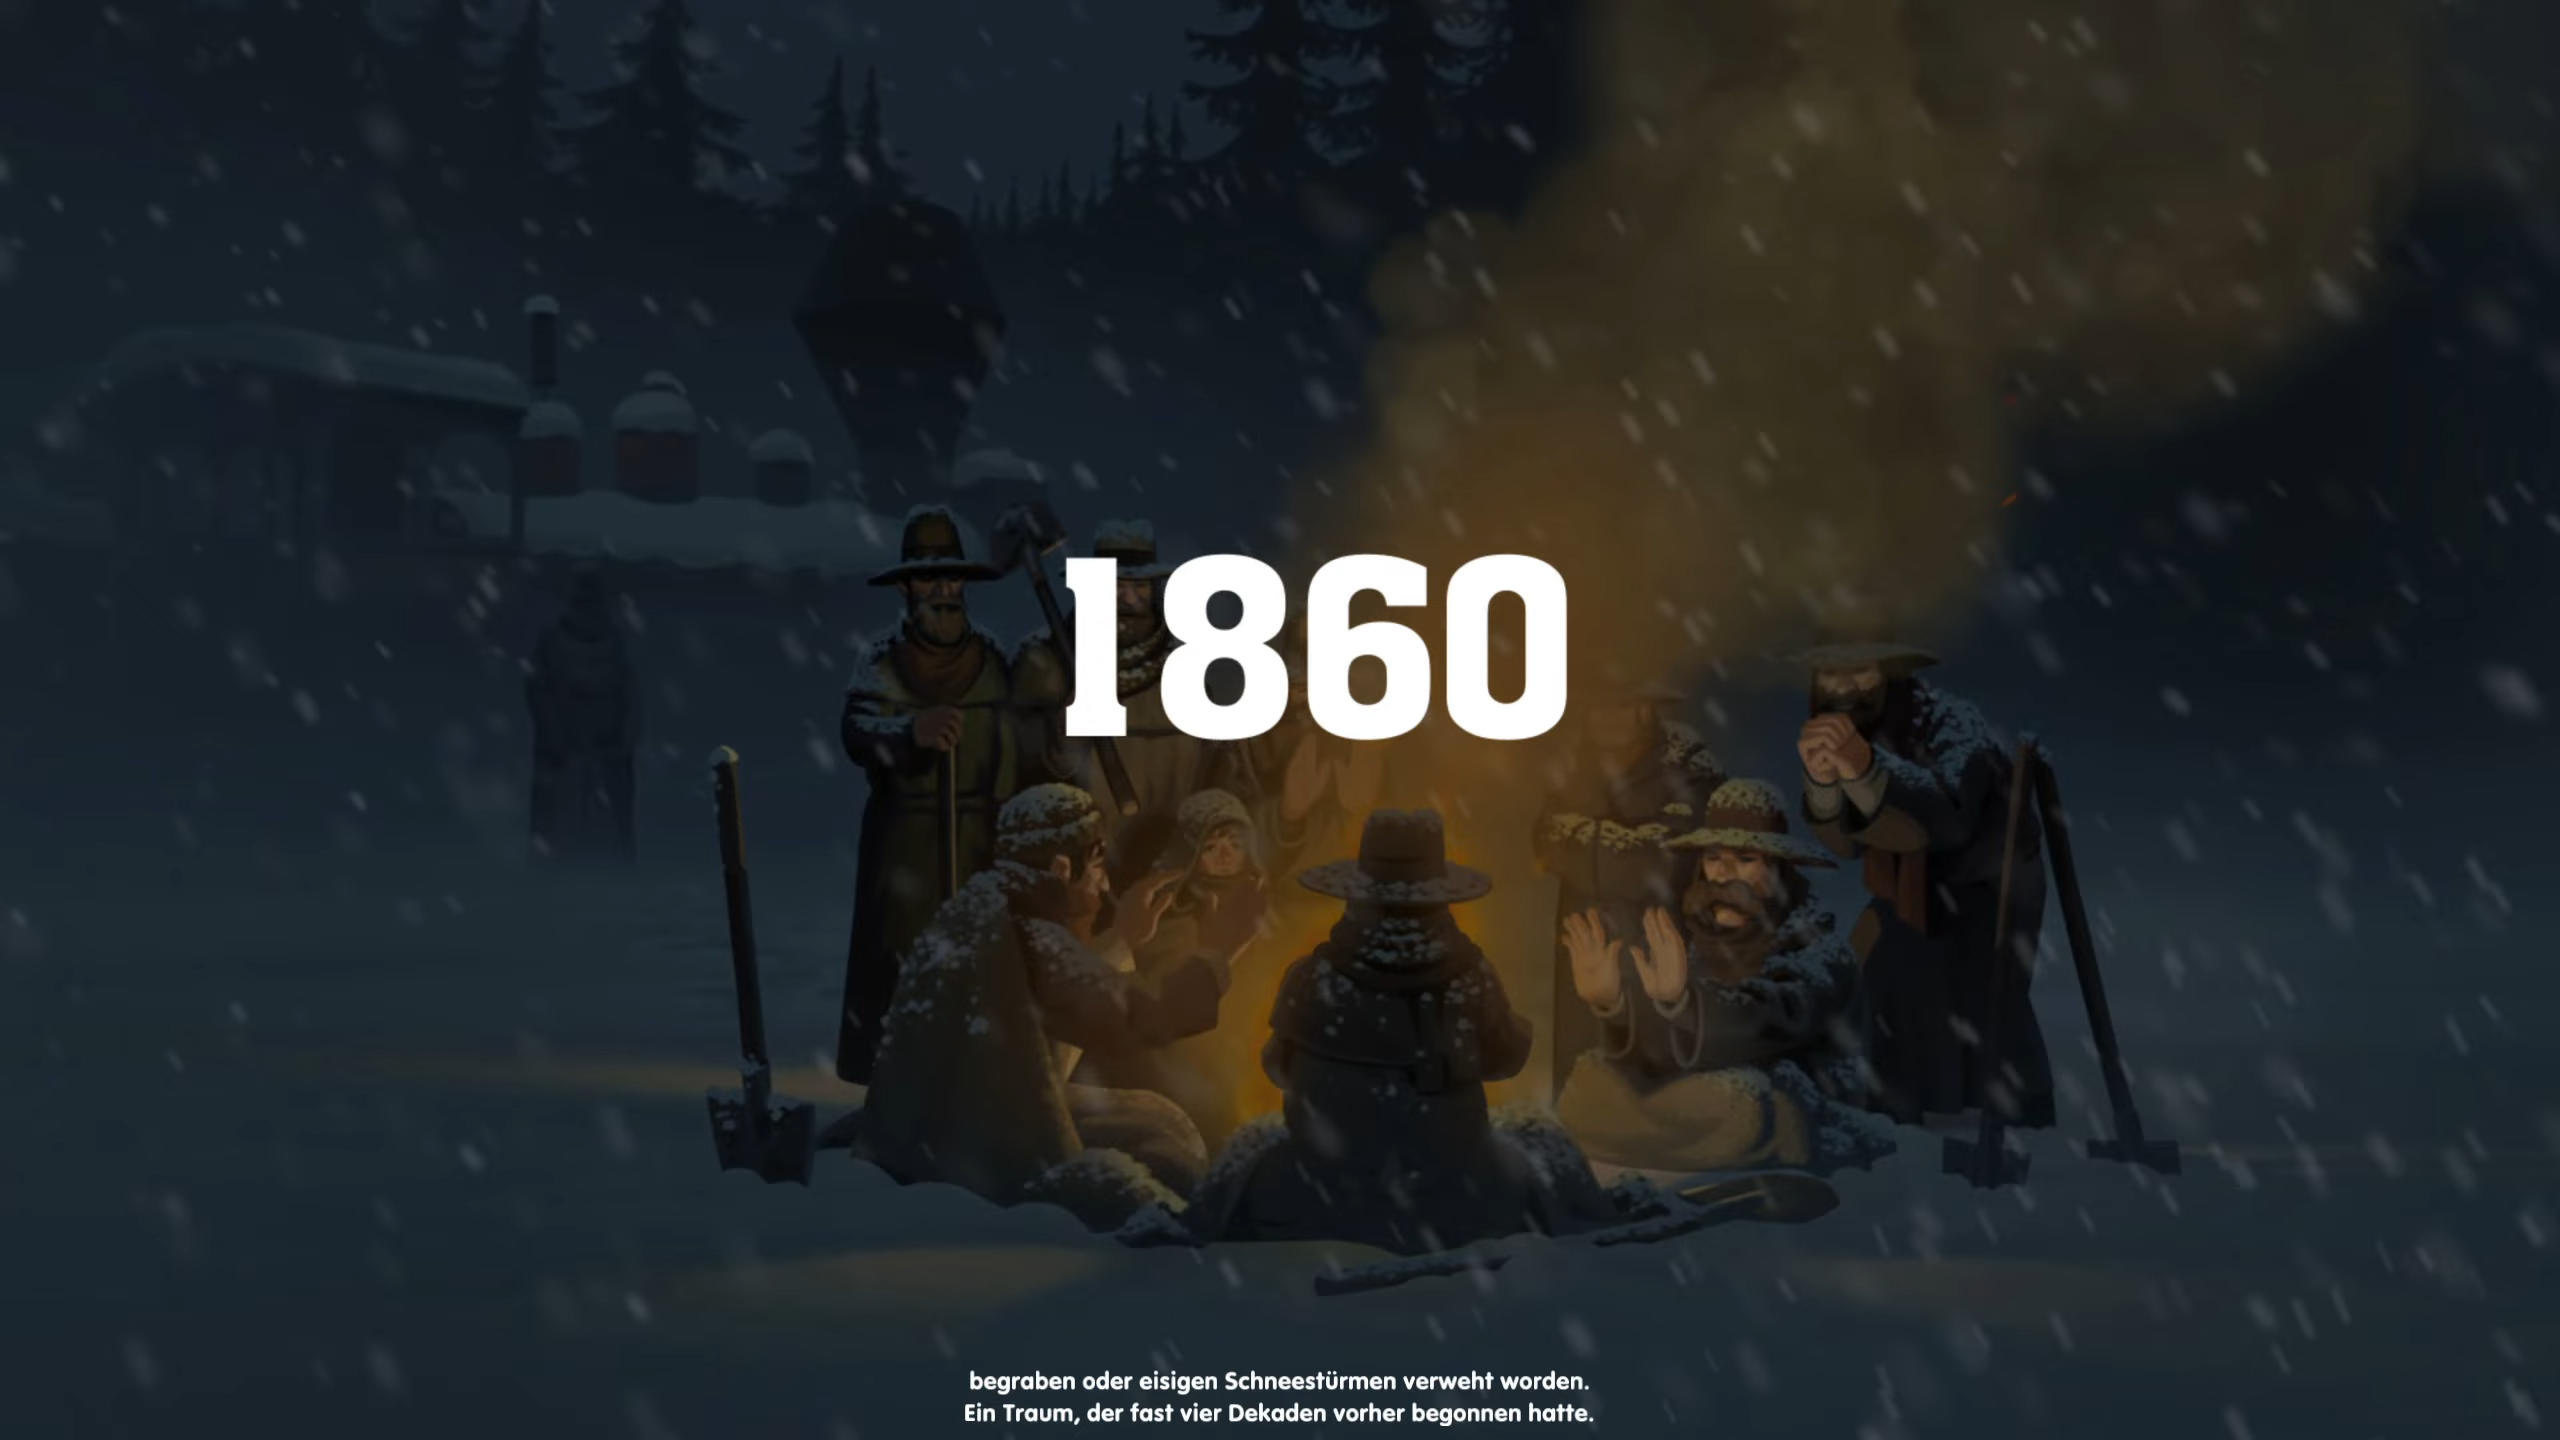 1860
begraben oder eisigen Schneestürmen verweht worden.
Ein Traum, der fast vier Dekaden vorher begonnen hatte.